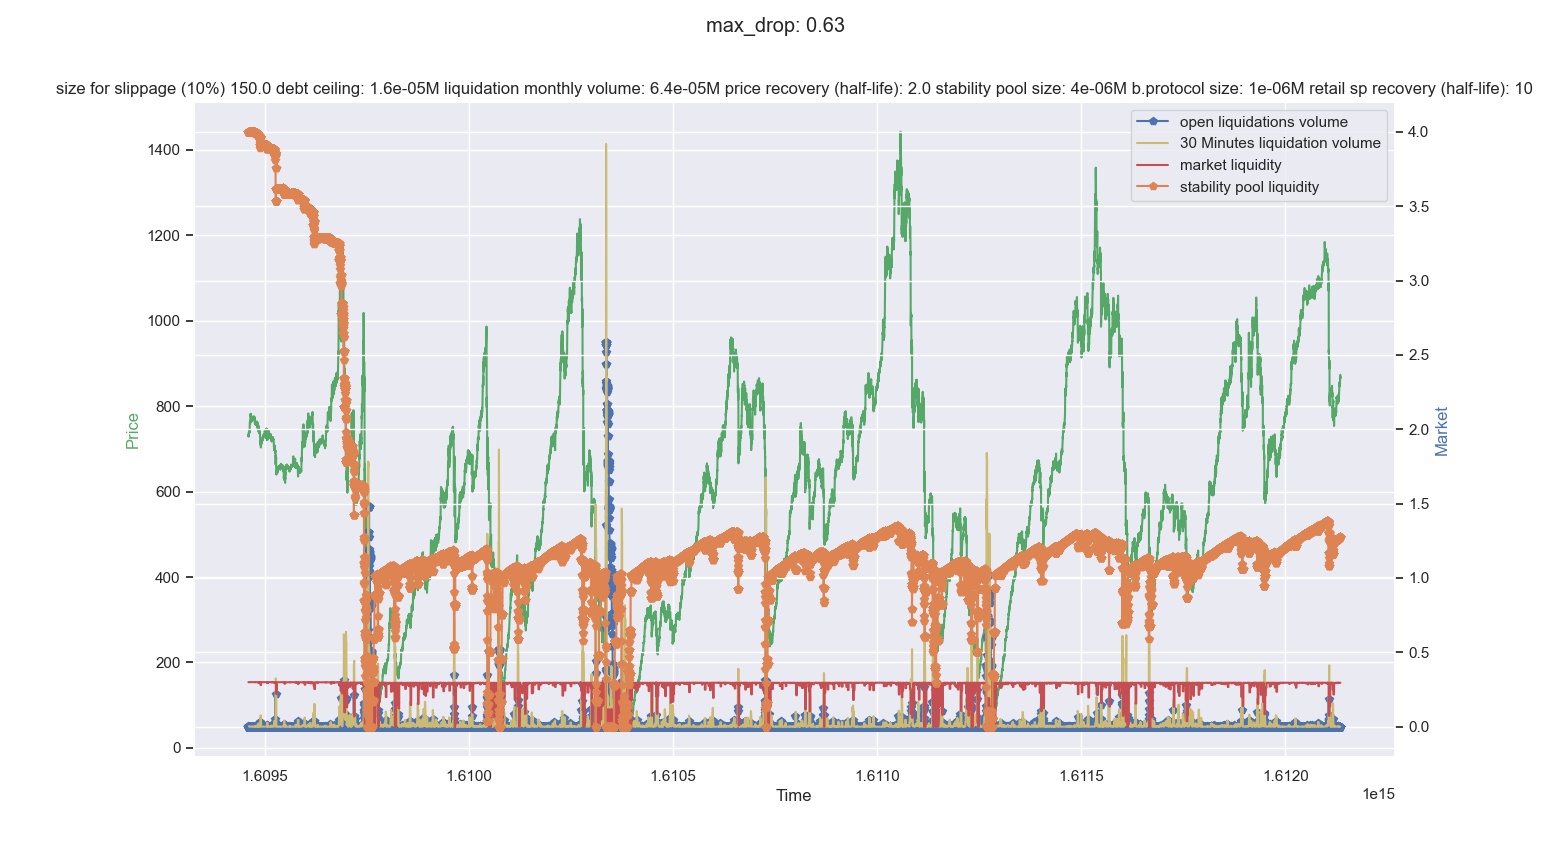 max_drop: 0.63
size for slippage (10%) 150.0 debt ceiling: 1.6e-05M liquidation monthly volume: 6.4e-05M price recovery (half-life): 2.0 stability pool size: 4e-06M b.protocol size: 1e-06M retail sp recovery (half-life): 10
open liquidations volume
30 Minutes liquidation volume
market liquidity
stability pool liquidity
1400
1200
1000
800
600
400
200
0
Price
4.0
3.5
3.0
2.5
2.0
1.5
1.0
0.5
0.0
Market
1.6095
1.6100
1.6105
1.6110
1.6115
1.6120
1e15
Time